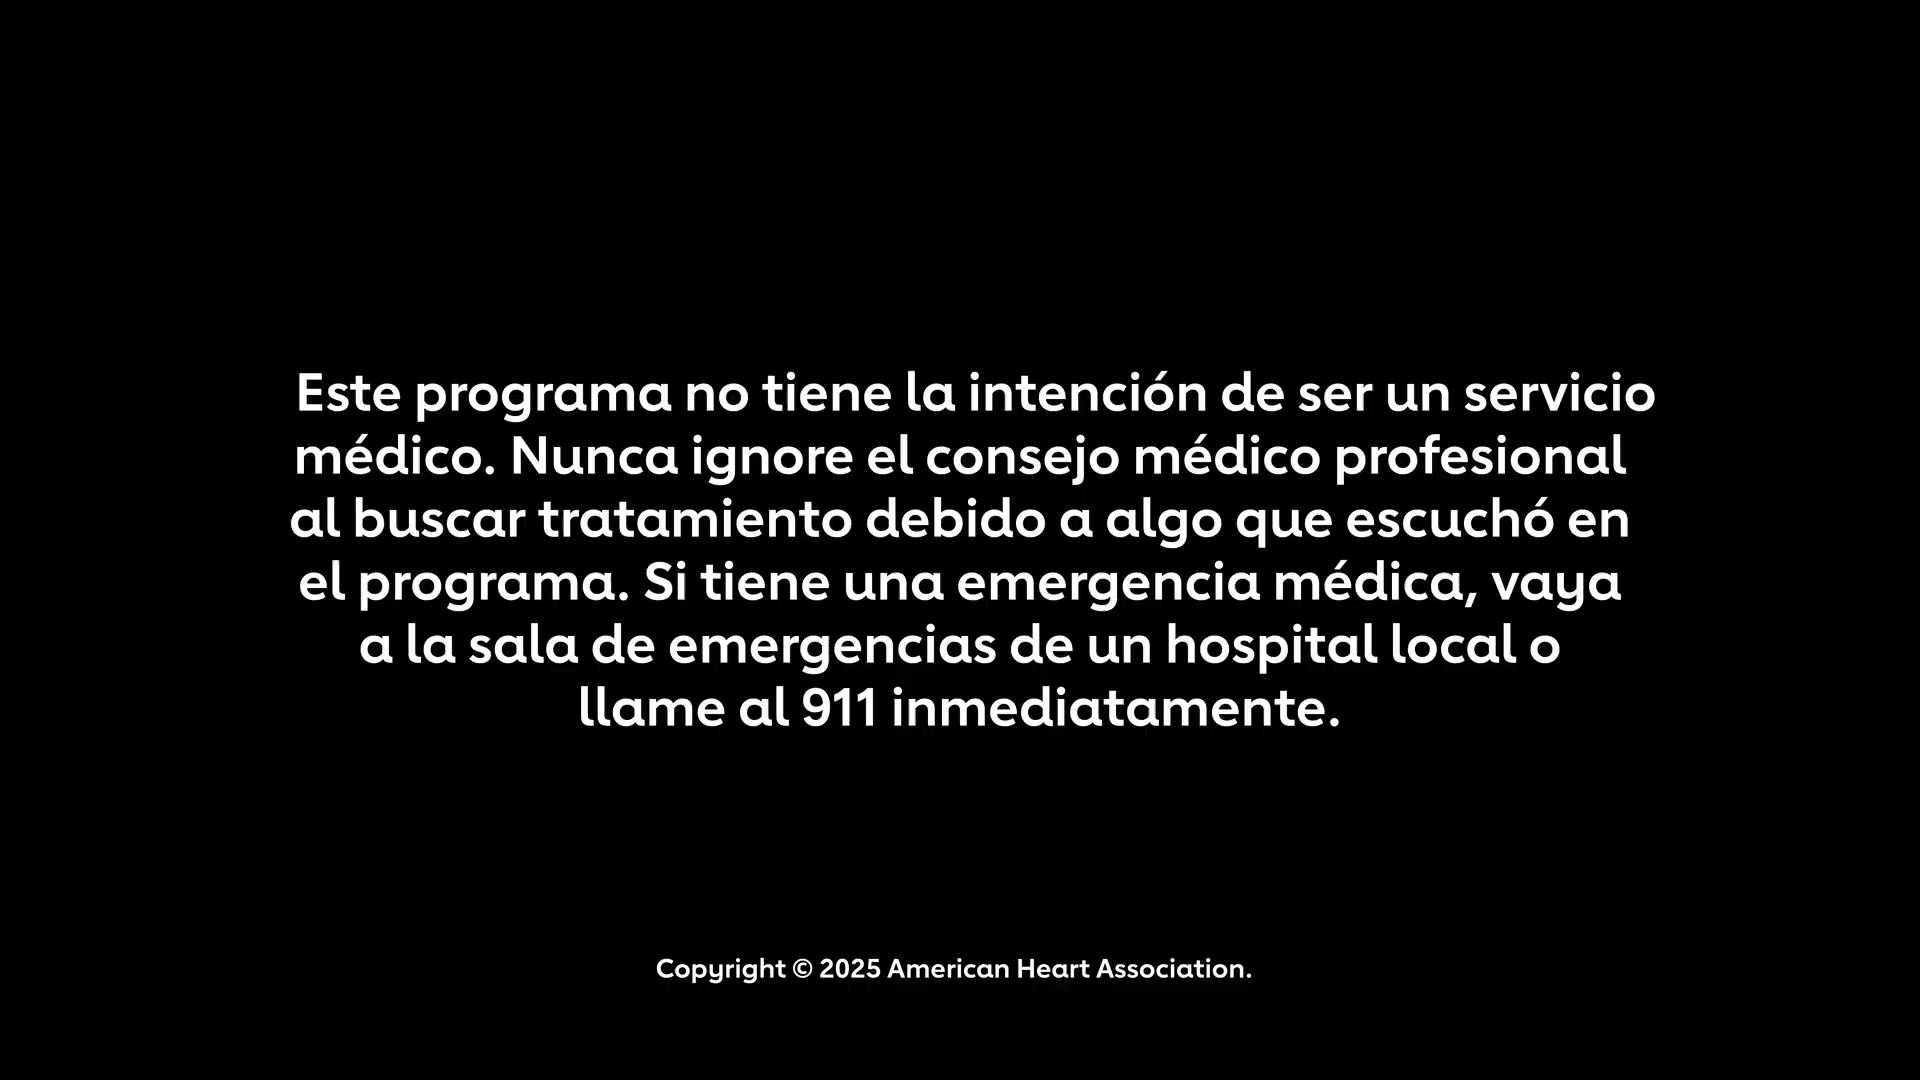 Este programa no tiene la intención de ser un servicio
médico. Nunca ignore el consejo médico profesional
al buscar tratamiento debido a algo que escuchó en
el programa. Si tiene una emergencia médica, vaya
a la sala de emergencias de un hospital local o
llame al 911 inmediatamente.
Copyright © 2025 American Heart Association.